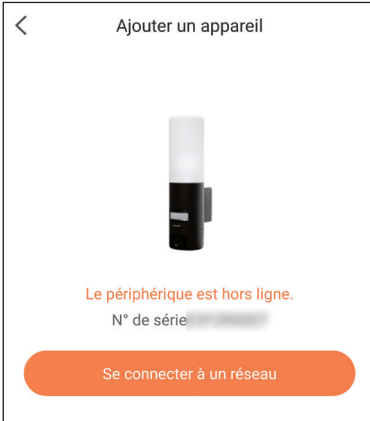 Ajouter un appareil
Le périphérique est hors ligne.
N° de série
Se connecter à un réseau